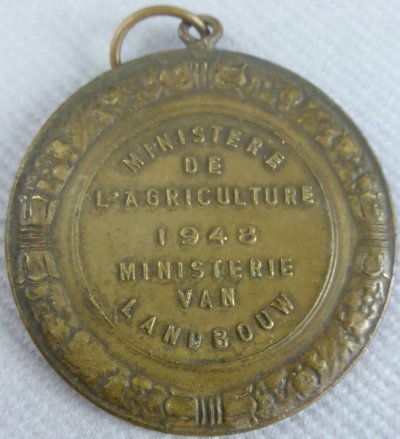 MINISTERE
DE
L'AGRICULTURE
1948
MINISTERIE
VAN
LANDBOUW